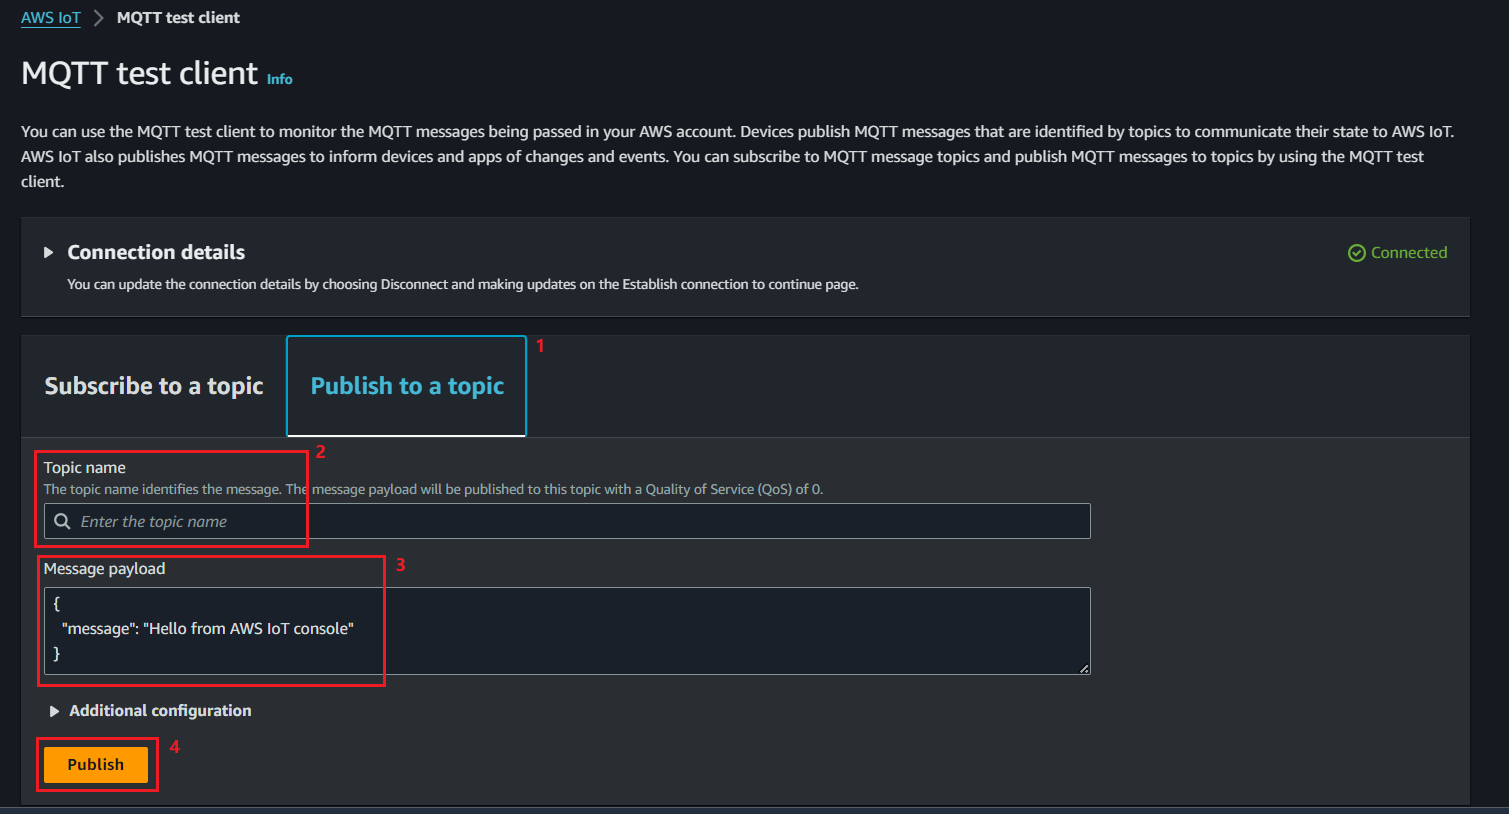 AWS IoT > MQTT test client
MQTT test client Info
You can use the MQTT test client to monitor the MQTT messages being passed in your AWS account. Devices publish MQTT messages that are identified by topics to communicate their state to AWS IoT.
AWS IoT also publishes MQTT messages to inform devices and apps of changes and events. You can subscribe to MQTT message topics and publish MQTT messages to topics by using the MQTT test
client.
Connection details
Connected
You can update the connection details by choosing Disconnect and making updates on the Establish connection to continue page.
Subscribe to a topic
Publish to a topic
1
2
Topic name
The topic name identifies the message. The message payload will be published to this topic with a Quality of Service (QoS) of 0.
Enter the topic name
3
Message payload
{
"message": "Hello from AWS IoT console"
}
Additional configuration
4
Publish